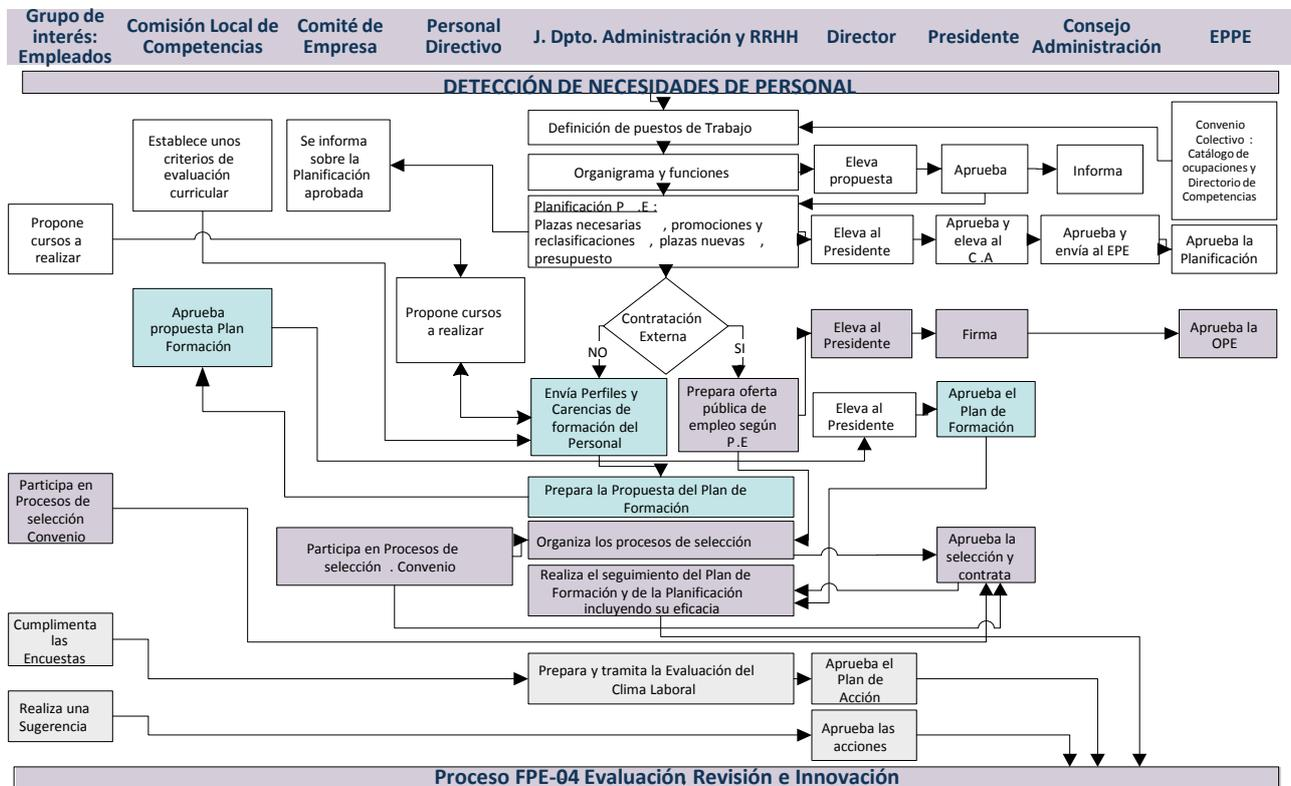 Grupo de
interés:
Empleados
Comisión Local de
Competencias
Comité de
Empresa
Personal
Directivo
J. Dpto. Administración y RRHH
Director
Presidente
Consejo
Administración
EPPE
DETECCIÓN DE NECESIDADES DE PERSONAL
Definición de puestos de Trabajo
Convenio
Colectivo :
Catálogo de
ocupaciones y
Directorio de
Competencias
Establece unos
criterios de
evaluación
curricular
Se informa
sobre la
Planificación
aprobada
Organigrama y funciones
Eleva
propuesta
Aprueba
Informa
Propone
cursos a
realizar
Planificación P .E :
Plazas necesarias , promociones y
reclasificaciones , plazas nuevas ,
presupuesto
Eleva al
Presidente
Aprueba y
eleva al
C .A
Aprueba y
envía al EPE
Aprueba la
Planificación
Aprueba
propuesta Plan
Formación
Propone cursos
a realizar
Contratación
Externa
NO
SI
Eleva al
Presidente
Firma
Aprueba la
OPE
Envía Perfiles y
Carencias de
formación del
Personal
Prepara oferta
pública de
empleo según
P .E
Eleva al
Presidente
Aprueba el
Plan de
Formación
Participa en
Procesos de
selección
Convenio
Prepara la Propuesta del Plan de
Formación
Participa en Procesos de
selección . Convenio
Organiza los procesos de selección
Aprueba la
selección y
contrata
Realiza el seguimiento del Plan de
Formación y de la Planificación
incluyendo su eficacia
Cumplimenta
las
Encuestas
Prepara y tramita la Evaluación del
Clima Laboral
Aprueba el
Plan de
Acción
Realiza una
Sugerencia
Aprueba las
acciones
Proceso FPE-04 Evaluación, Revisión e Innovación